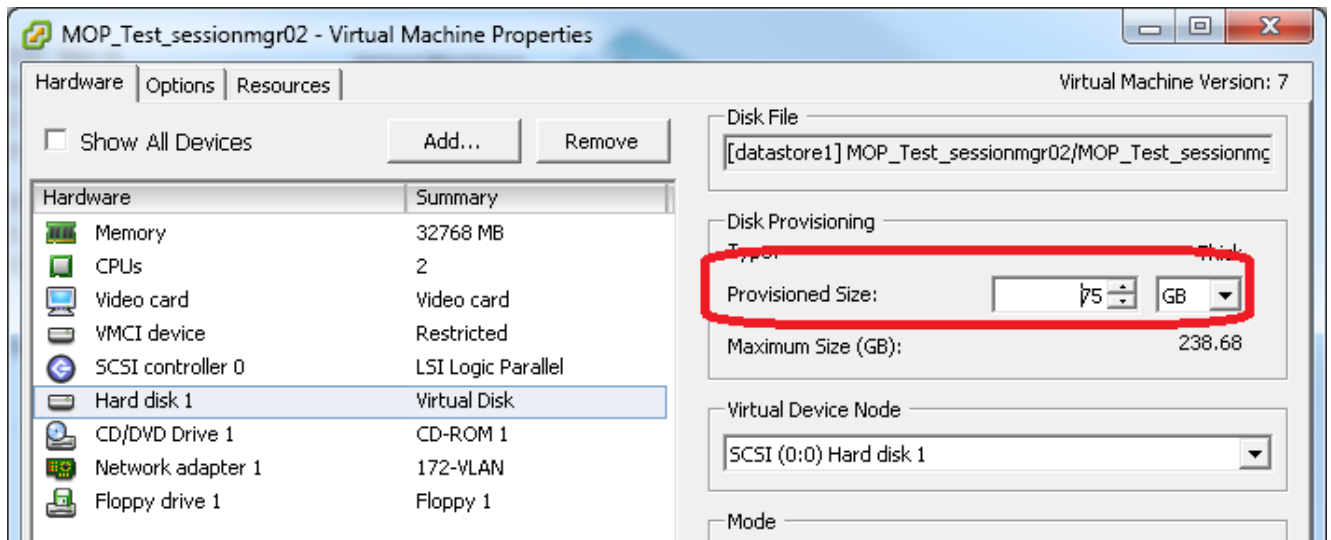 MOP_Test_sessionmgr02 - Virtual Machine Properties
Hardware Options Resources Virtual Machine Version: 7
Show All Devices Add... Remove
Hardware Summary
Memory 32768 MB
CPUs 2
Video card Video card
VMCI device Restricted
SCSI controller 0 LSI Logic Parallel
Hard disk 1 Virtual Disk
CD/DVD Drive 1 CD-ROM 1
Network adapter 1 172-VLAN
Floppy drive 1 Floppy 1
Disk File
[datastore1] MOP_Test_sessionmgr02/MOP_Test_sessionmg
Disk Provisioning
Type: Thick
Provisioned Size: 75 GB
Maximum Size (GB): 238.68
Virtual Device Node
SCSI (0:0) Hard disk 1
Mode